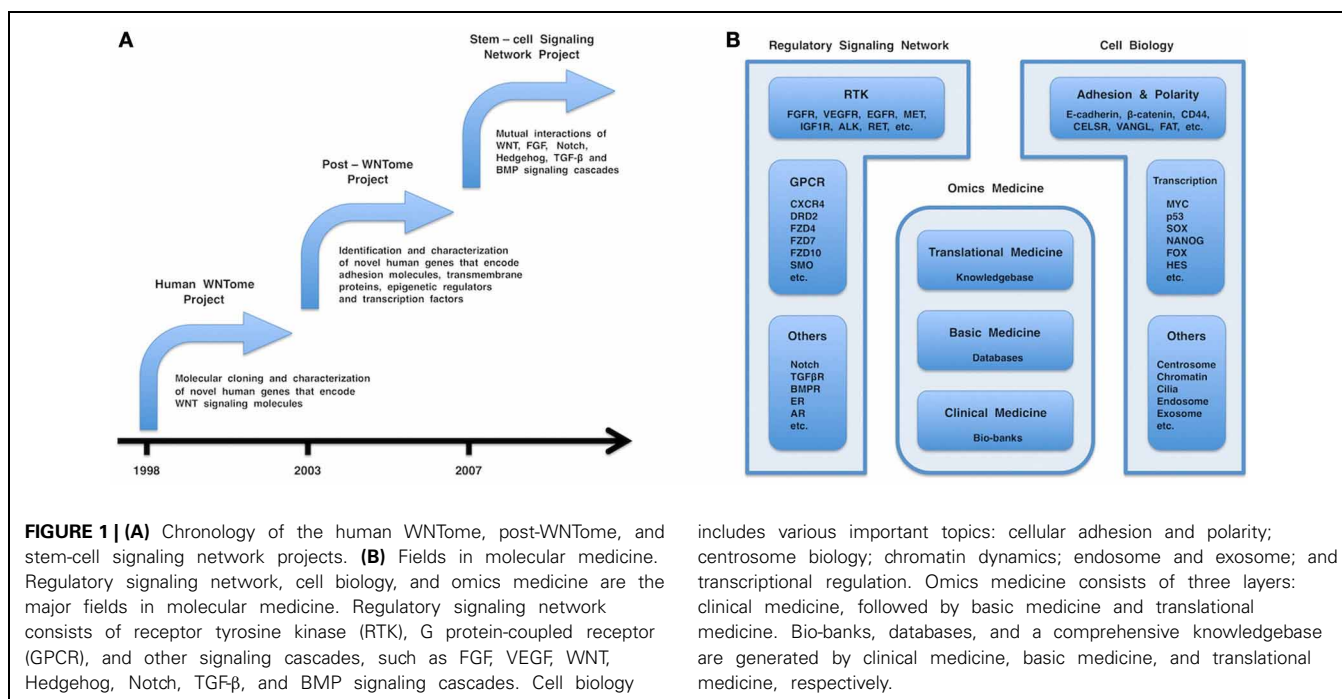 A
Stem – cell Signaling
Network Project
Mutual interactions of
WNT, FGF, Notch,
Hedgehog, TGF-β and
BMP signaling cascades
Post – WNTome
Project
Identification and characterization
of novel human genes that encode
adhesion molecules, transmembrane
proteins, epigenetic regulators
and transcription factors
Human WNTome
Project
Molecular cloning and characterization
of novel human genes that encode
WNT signaling molecules
1998
2003
2007
B
Regulatory Signaling Network
RTK
FGFR, VEGFR, EGFR, MET,
IGF1R, ALK, RET, etc.
GPCR
CXCR4
DRD2
FZD4
FZD7
FZD10
SMO
etc.
Others
Notch
TGFβR
BMPR
ER
AR
etc.
Omics Medicine
Translational Medicine
Knowledgebase
Basic Medicine
Databases
Clinical Medicine
Bio-banks
Cell Biology
Adhesion & Polarity
E-cadherin, β-catenin, CD44,
CELSR, VANGL, FAT, etc.
Transcription
MYC
p53
SOX
NANOG
FOX
HES
etc.
Others
Centrosome
Chromatin
Cilia
Endosome
Exosome
etc.
FIGURE 1 | (A) Chronology of the human WNTome, post-WNTome, and
stem-cell signaling network projects. (B) Fields in molecular medicine.
Regulatory signaling network, cell biology, and omics medicine are the
major fields in molecular medicine. Regulatory signaling network
consists of receptor tyrosine kinase (RTK), G protein-coupled receptor
(GPCR), and other signaling cascades, such as FGF, VEGF, WNT,
Hedgehog, Notch, TGF-β, and BMP signaling cascades. Cell biology
includes various important topics: cellular adhesion and polarity;
centrosome biology; chromatin dynamics; endosome and exosome; and
transcriptional regulation. Omics medicine consists of three layers:
clinical medicine, followed by basic medicine and translational
medicine. Bio-banks, databases, and a comprehensive knowledgebase
are generated by clinical medicine, basic medicine, and translational
medicine, respectively.